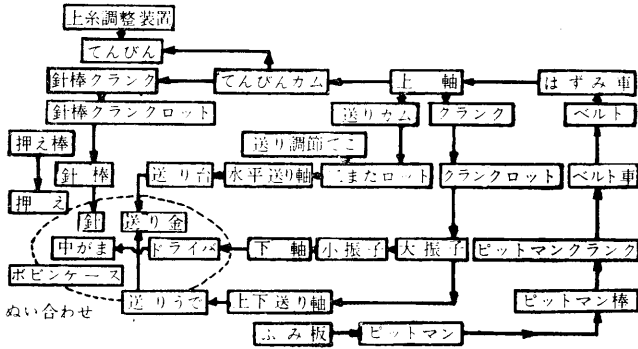 上糸調整装置
てんびん
針棒クランク
てんびんカム
上軸
はずみ車
針棒クランクロット
送りカム
クランク
ベルト
押え棒
送り調節てこ
針棒
送り台
水平送り軸
二またロット
クランクロット
ベルト車
押え
針
送り金
中がま
ドライバ
下軸
小振子
大振子
ピットマンクランク
ボビンケース
送りうで
上下送り軸
ピットマン棒
ぬい合わせ
ふみ板
ピットマン